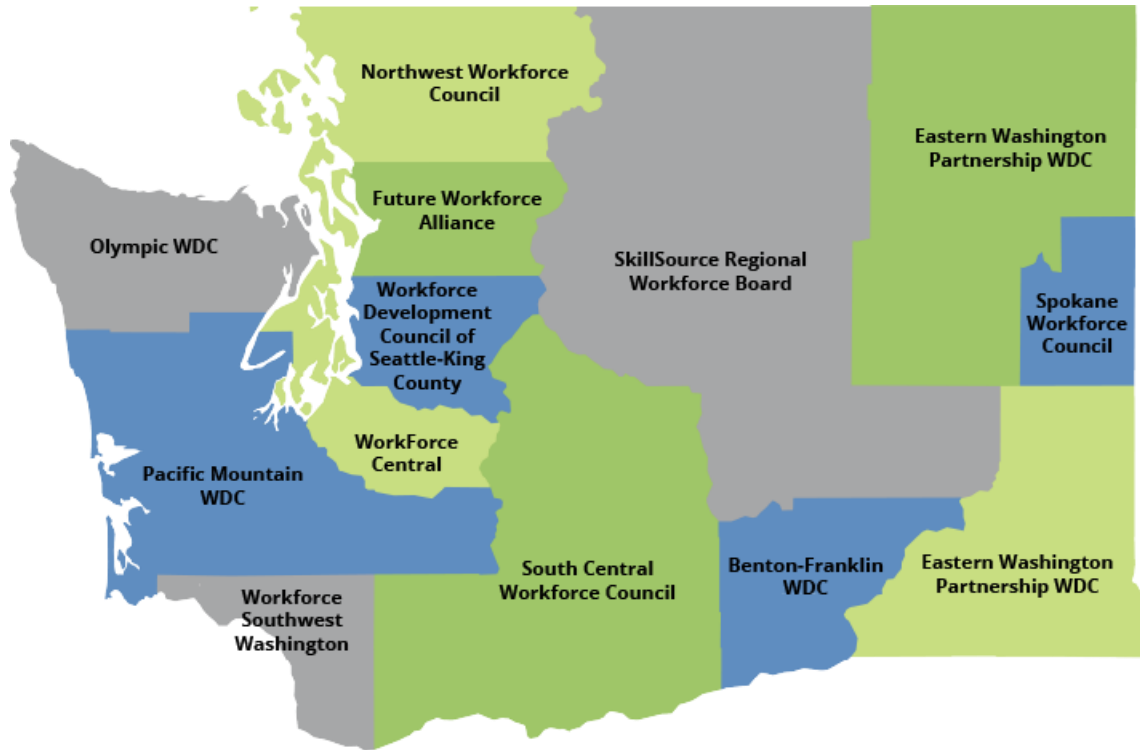 Northwest Workforce
Council
Eastern Washington
Partnership WDC
Future Workforce
Alliance
Olympic WDC
SkillSource Regional
Workforce Board
Workforce
Development
Council of
Seattle-King
County
Spokane
Workforce
Council
WorkForce
Central
Pacific Mountain
WDC
South Central
Workforce Council
Benton-Franklin
WDC
Eastern Washington
Partnership WDC
Workforce
Southwest
Washington